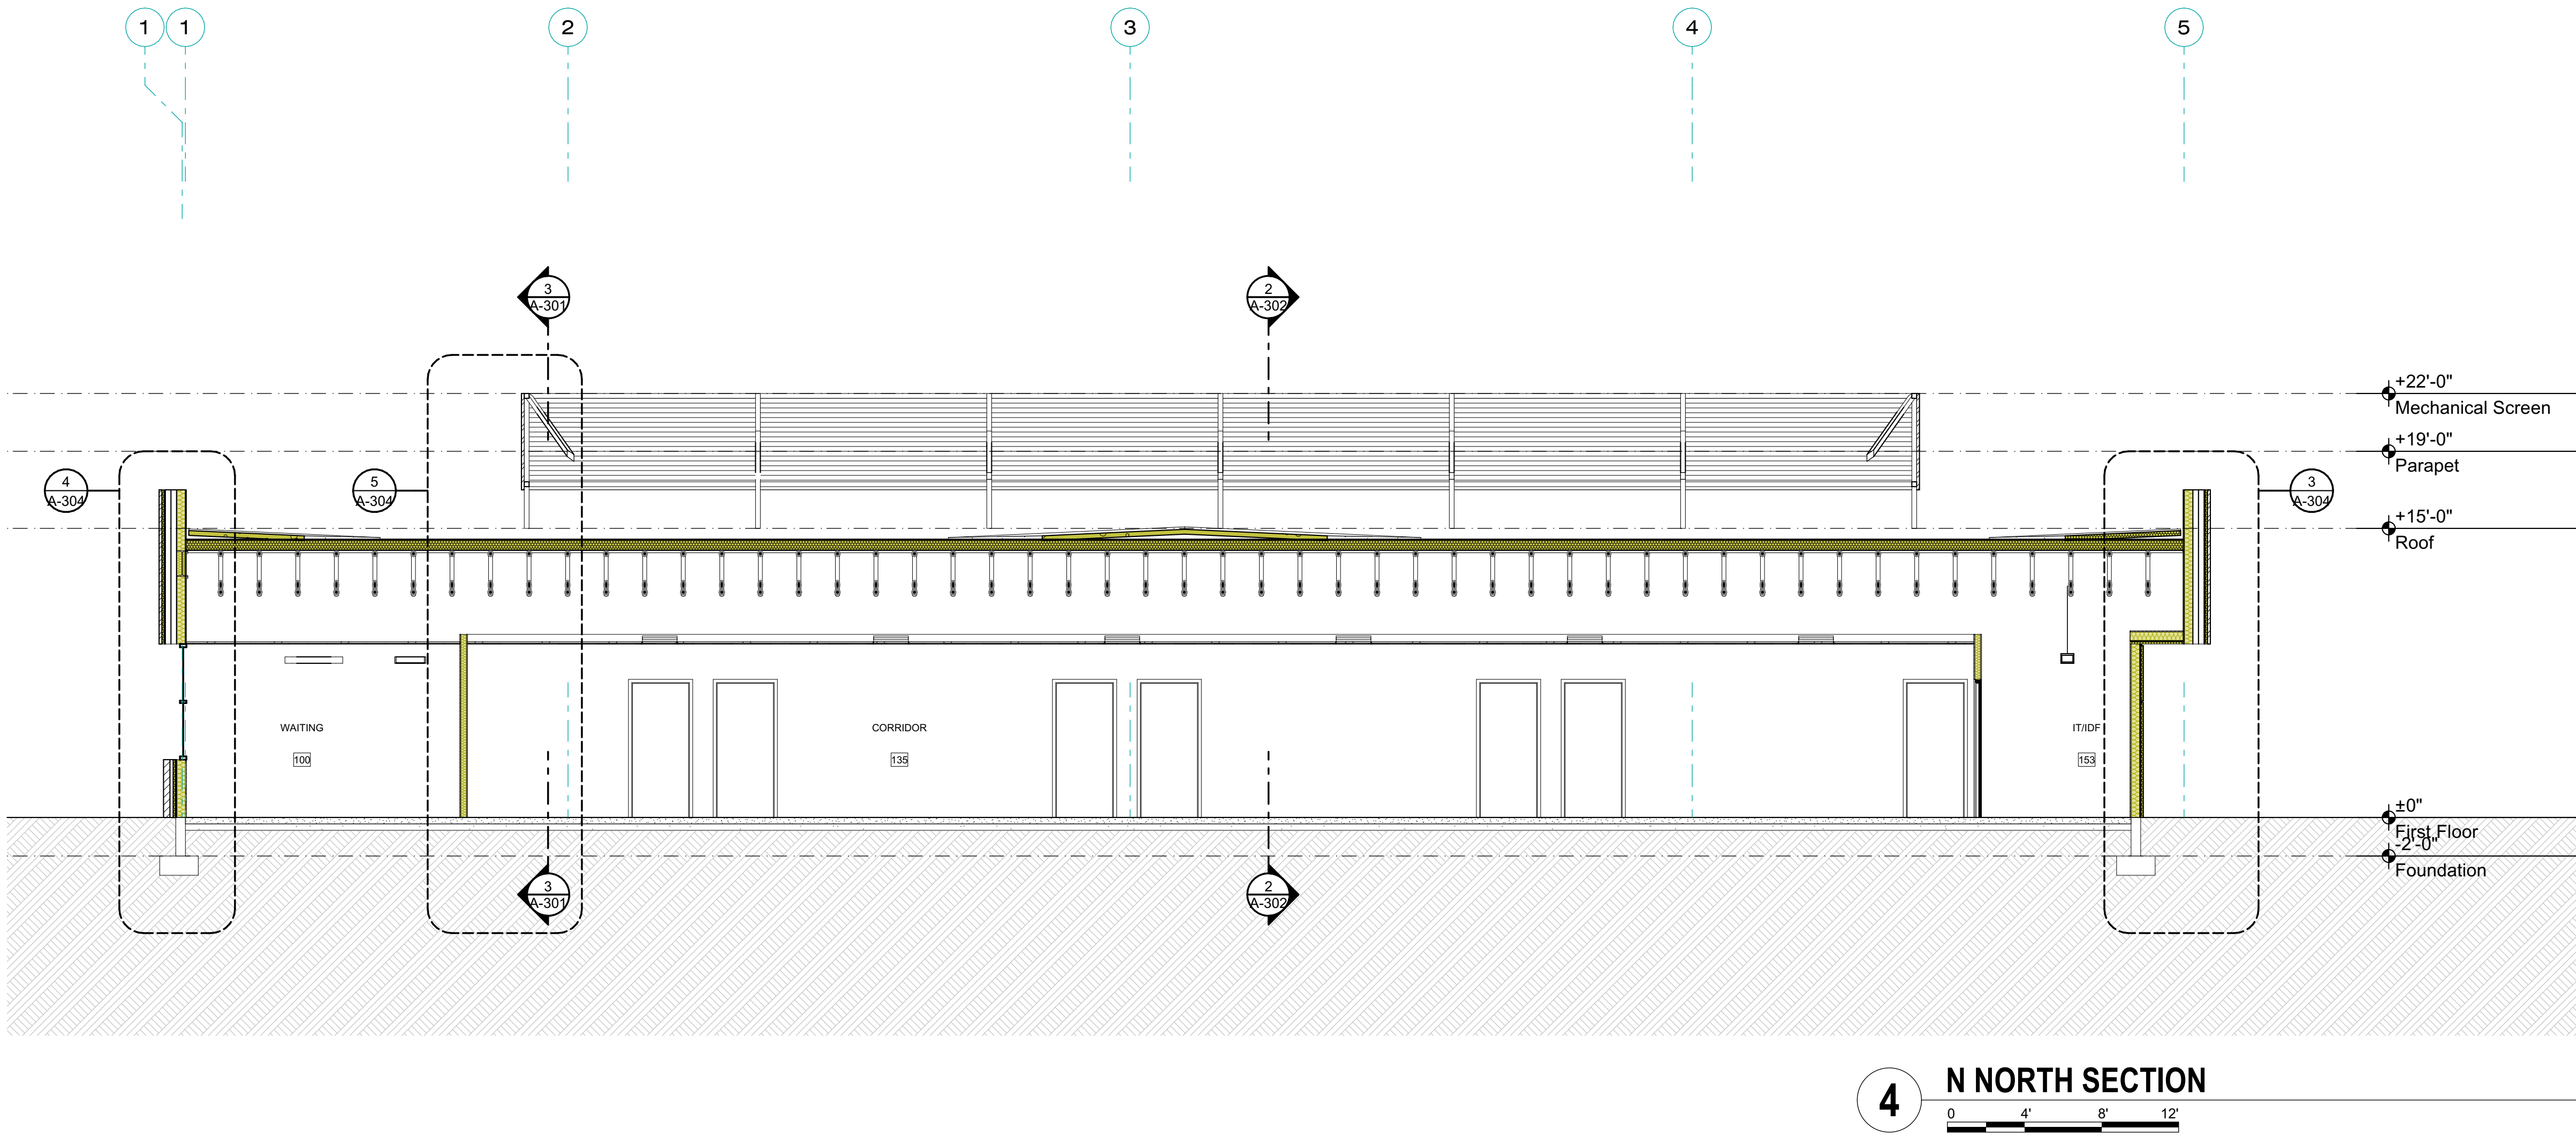 1 1 2 3 4 5
3
A-301
2
A-302
+22'-0"
Mechanical Screen
+19'-0"
Parapet
4
A-304
5
A-304
3
A-304
+15'-0"
Roof
WAITING
100
CORRIDOR
135
IT/IDF
153
±0"
First Floor
-2'-0"
Foundation
3
A-301
2
A-302
4 N NORTH SECTION
0 4' 8' 12'